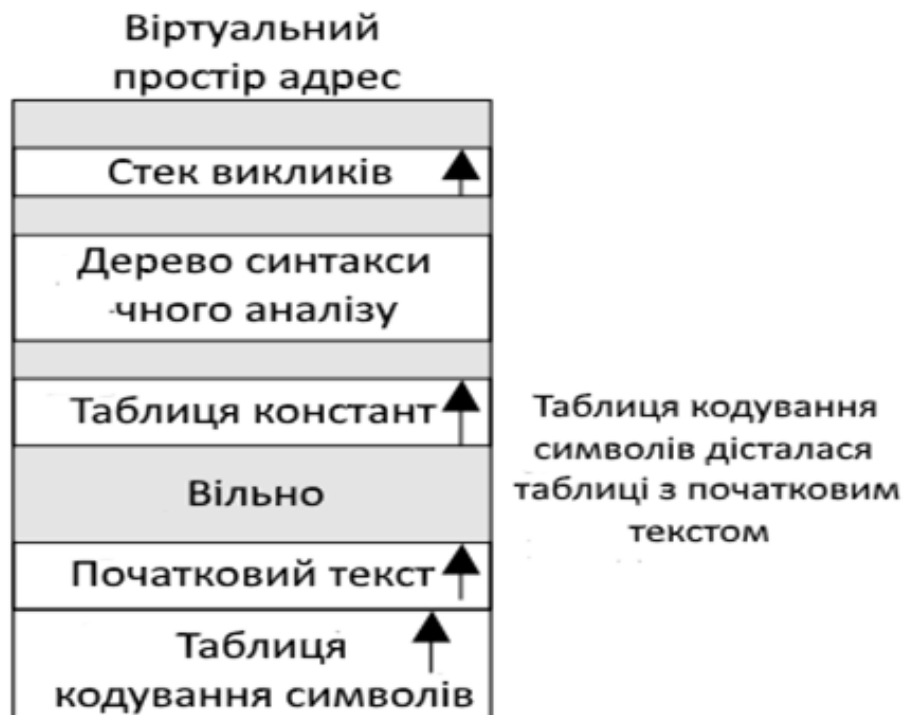 Віртуальний
простір адрес
Стек викликів
Дерево синтакси
чного аналізу
Таблиця констант
Вільно
Початковий текст
Таблиця
кодування символів
Таблиця кодування
символів дісталася
таблиці з початковим
текстом